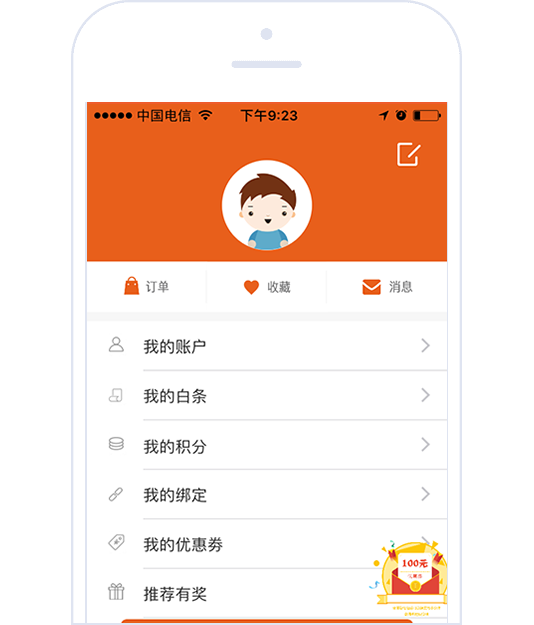 中国电信
下午9:23
订单
收藏
消息
我的账户
我的白条
我的积分
我的绑定
我的优惠券
推荐有奖
100元